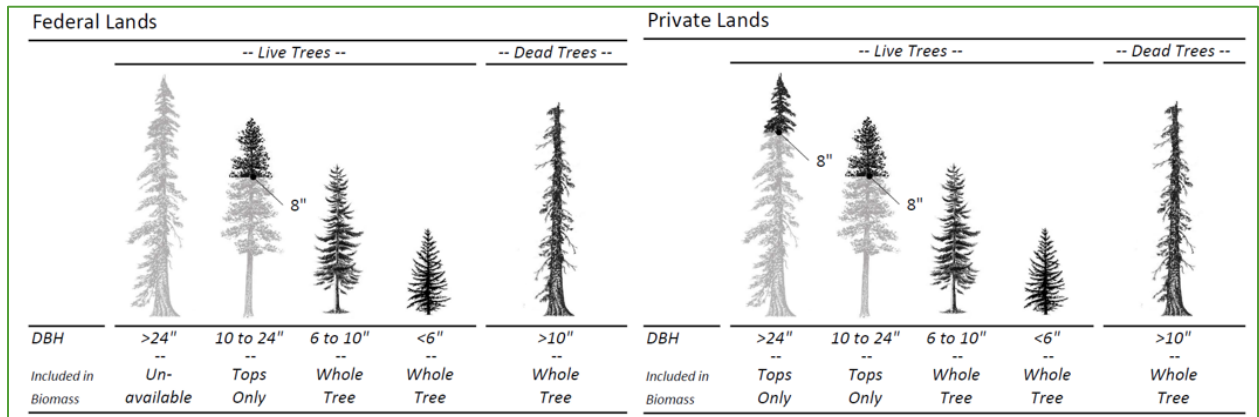 Federal Lands
-- Live Trees --
-- Dead Trees --
8"
DBH >24" 10 to 24" 6 to 10" <6" >10"
-- -- -- -- --
Included in Un- Tops Whole Whole Whole
Biomass available Only Tree Tree Tree
Private Lands
-- Live Trees --
-- Dead Trees --
8"
8"
DBH >24" 10 to 24" 6 to 10" <6" >10"
-- -- -- -- --
Included in Tops Tops Whole Whole Whole
Biomass Only Only Tree Tree Tree